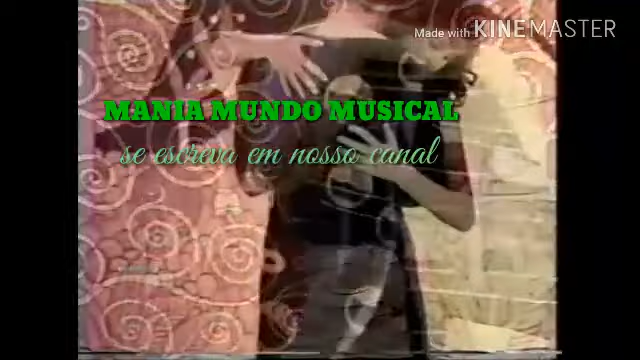 Made with KINEMASTER
MANIA MUNDO MUSICAL
se escreva em nosso canal